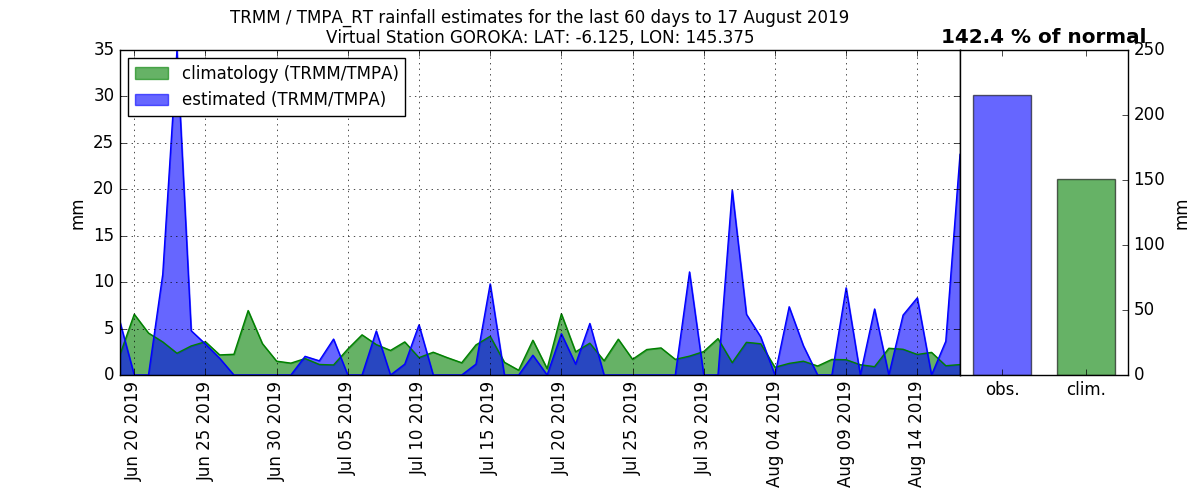 TRMM / TMPA_RT rainfall estimates for the last 60 days to 17 August 2019
Virtual Station GOROKA: LAT: -6.125, LON: 145.375
142.4 % of normal
climatology (TRMM/TMPA)
estimated (TRMM/TMPA)
35
30
25
20
15
10
5
0
mm
250
200
150
100
50
0
mm
Jun 20 2019
Jun 25 2019
Jun 30 2019
Jul 05 2019
Jul 10 2019
Jul 15 2019
Jul 20 2019
Jul 25 2019
Jul 30 2019
Aug 04 2019
Aug 09 2019
Aug 14 2019
obs.
clim.